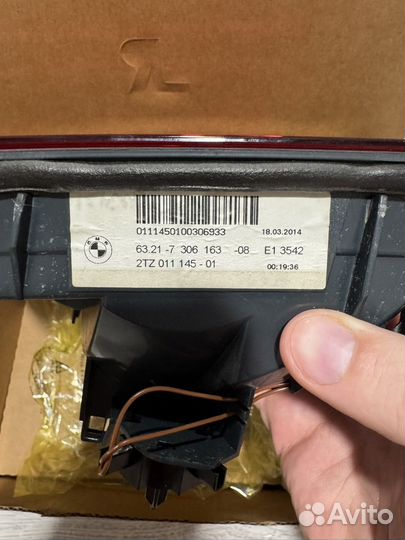 0111450100306933 18.03.2014
BMW
63.21-7 306 163 -08 E1 3542
2TZ 011 145 - 01 00:19:36
Avito